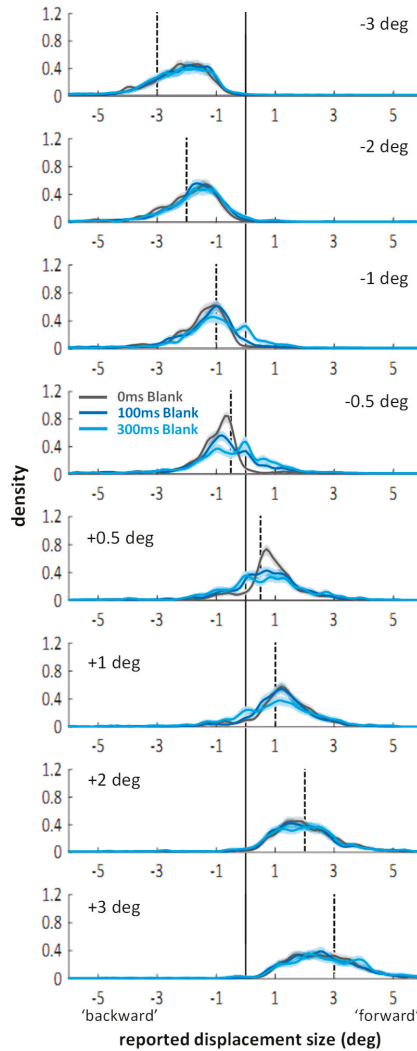 -3 deg
1.2
0.8
0.4
0
-5 -3 -1 1 3 5
-2 deg
1.2
0.8
0.4
0
-5 -3 -1 1 3 5
-1 deg
1.2
0.8
0.4
0
-5 -3 -1 1 3 5
-0.5 deg
1.2
0.8
0.4
0
0ms Blank
100ms Blank
300ms Blank
-5 -3 -1 1 3 5
density
+0.5 deg
1.2
0.8
0.4
0
-5 -3 -1 1 3 5
+1 deg
1.2
0.8
0.4
0
-5 -3 -1 1 3 5
+2 deg
1.2
0.8
0.4
0
-5 -3 -1 1 3 5
+3 deg
1.2
0.8
0.4
0
-5 -3 -1 1 3 5
'backward' 'forward'
reported displacement size (deg)